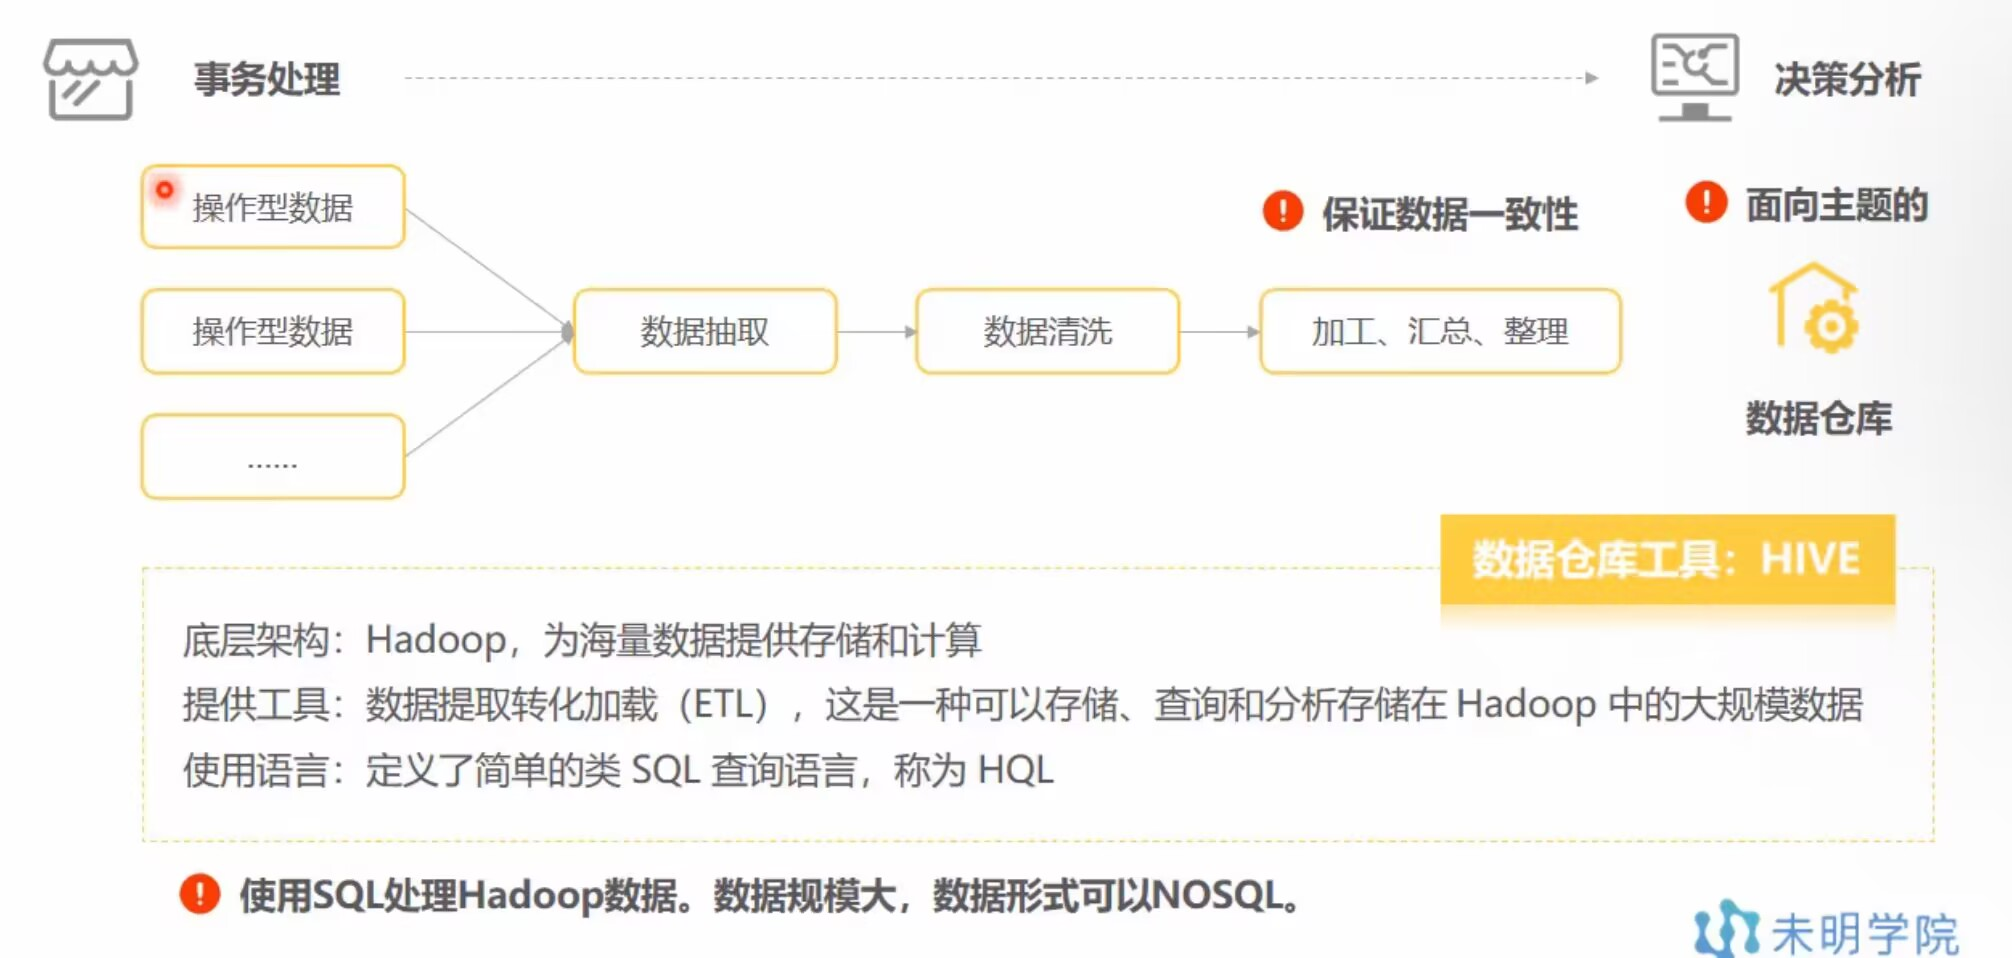 事务处理
决策分析
操作型数据
保证数据一致性
面向主题的
操作型数据
数据抽取
数据清洗
加工、汇总、整理
......
数据仓库
数据仓库工具：HIVE
底层架构：Hadoop，为海量数据提供存储和计算
提供工具：数据提取转化加载（ETL），这是一种可以存储、查询和分析存储在 Hadoop 中的大规模数据
使用语言：定义了简单的类 SQL 查询语言，称为 HQL
使用SQL处理Hadoop数据。数据规模大，数据形式可以NOSQL。
未明学院